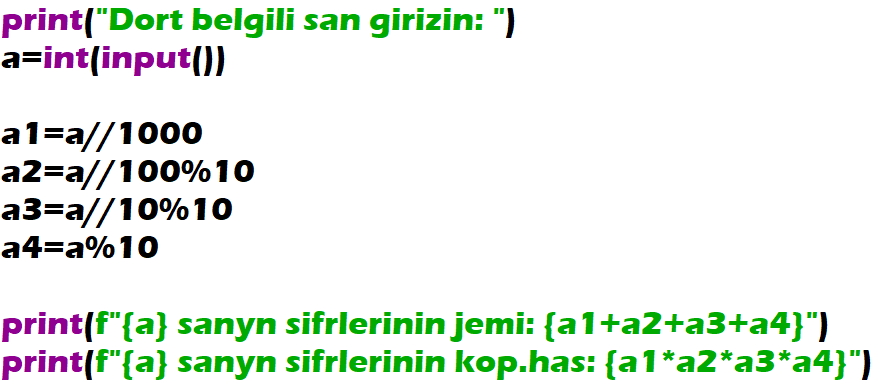 print("Dort belgili san girizin: ")
a=int(input())
a1=a//1000
a2=a//100%10
a3=a//10%10
a4=a%10
print(f"{a} sanyn sifrlerinin jemi: {a1+a2+a3+a4}")
print(f"{a} sanyn sifrlerinin kop.has: {a1*a2*a3*a4}")